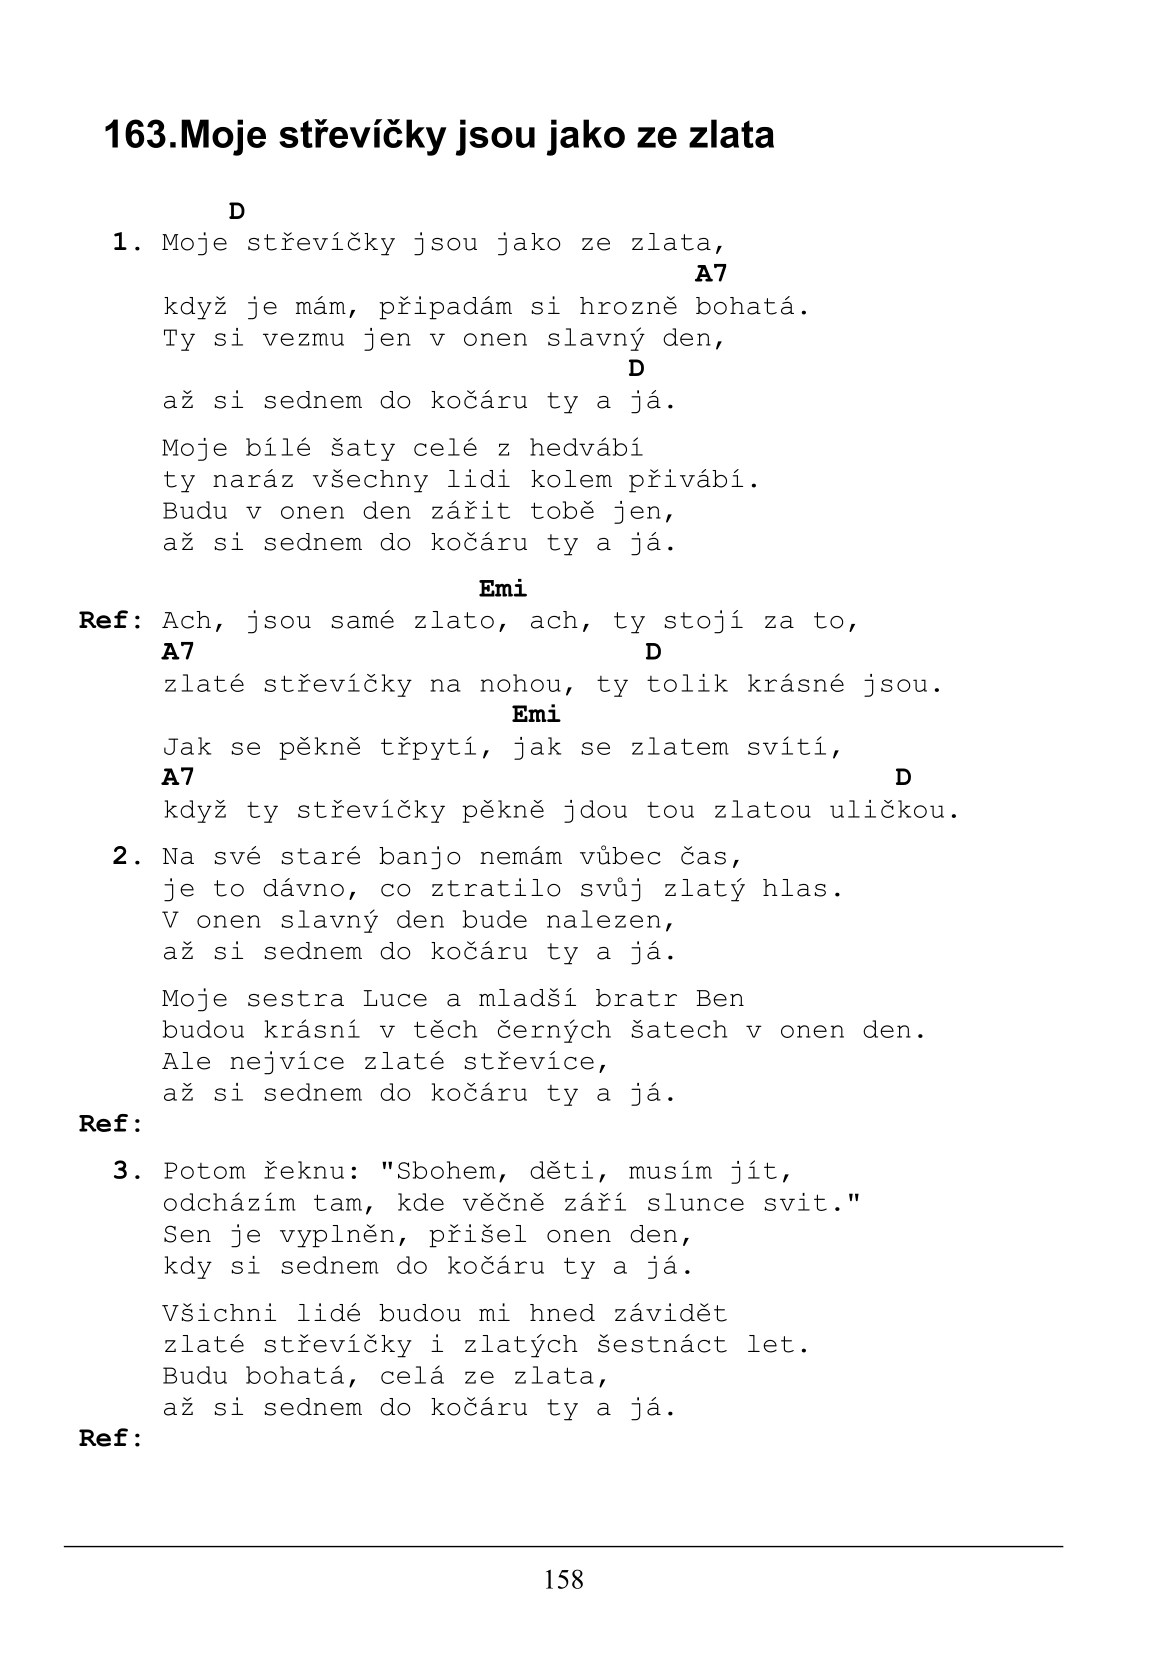 163.Moje střevíčky jsou jako ze zlata
D
1. Moje střevíčky jsou jako ze zlata,
A7
když je mám, připadám si hrozně bohatá.
Ty si vezmu jen v onen slavný den,
D
až si sednem do kočáru ty a já.
Moje bílé šaty celé z hedvábí
ty naráz všechny lidi kolem přivábí.
Budu v onen den zářit tobě jen,
až si sednem do kočáru ty a já.
Emi
Ref: Ach, jsou samé zlato, ach, ty stojí za to,
A7 D
zlaté střevíčky na nohou, ty tolik krásné jsou.
Emi
Jak se pěkně třpytí, jak se zlatem svítí,
A7 D
když ty střevíčky pěkně jdou tou zlatou uličkou.
2. Na své staré banjo nemám vůbec čas,
je to dávno, co ztratilo svůj zlatý hlas.
V onen slavný den bude nalezen,
až si sednem do kočáru ty a já.
Moje sestra Luce a mladší bratr Ben
budou krásní v těch černých šatech v onen den.
Ale nejvíce zlaté střevíce,
až si sednem do kočáru ty a já.
Ref:
3. Potom řeknu: "Sbohem, děti, musím jít,
odcházím tam, kde věčně září slunce svit."
Sen je vyplněn, přišel onen den,
kdy si sednem do kočáru ty a já.
Všichni lidé budou mi hned závidět
zlaté střevíčky i zlatých šestnáct let.
Budu bohatá, celá ze zlata,
až si sednem do kočáru ty a já.
Ref:
158